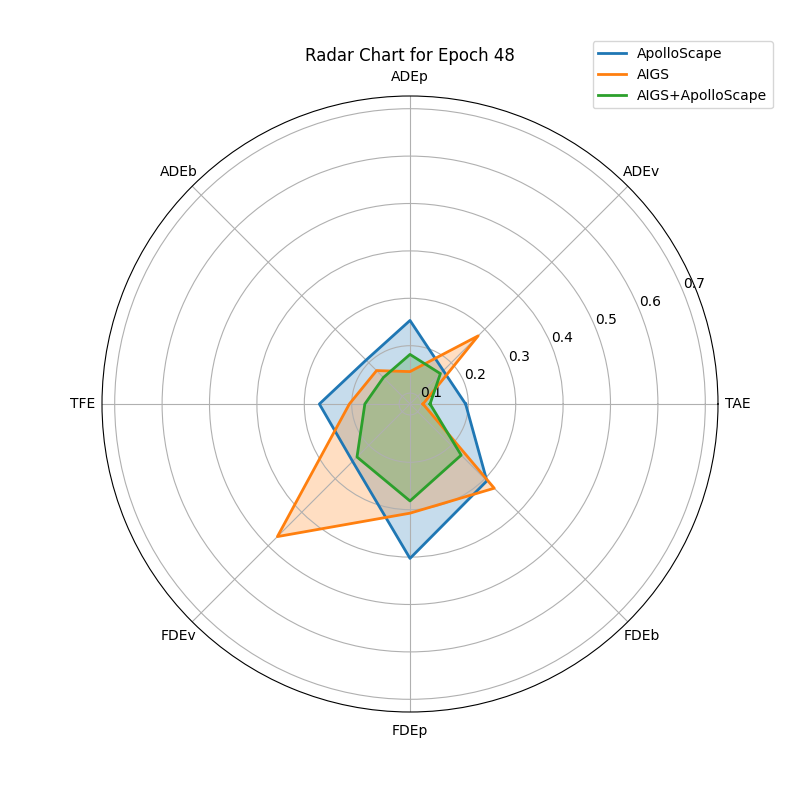 Radar Chart for Epoch 48
ApolloScape
AIGS
AIGS+ApolloScape
ADEp
ADEb
ADEv
0.7
0.6
0.5
0.4
0.3
0.2
0.1
TFE
TAE
FDEv
FDEb
FDEp